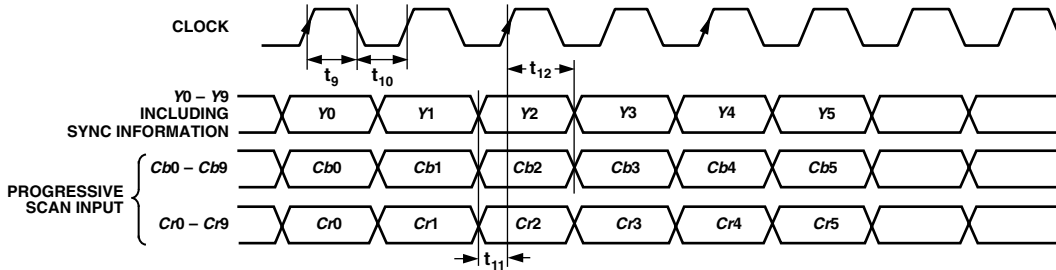 CLOCK
t9 t10
t12
Y0 – Y9
INCLUDING
SYNC INFORMATION
Y0 Y1 Y2 Y3 Y4 Y5
PROGRESSIVE
SCAN INPUT
Cb0 – Cb9
Cb0 Cb1 Cb2 Cb3 Cb4 Cb5
Cr0 – Cr9
Cr0 Cr1 Cr2 Cr3 Cr4 Cr5
t11